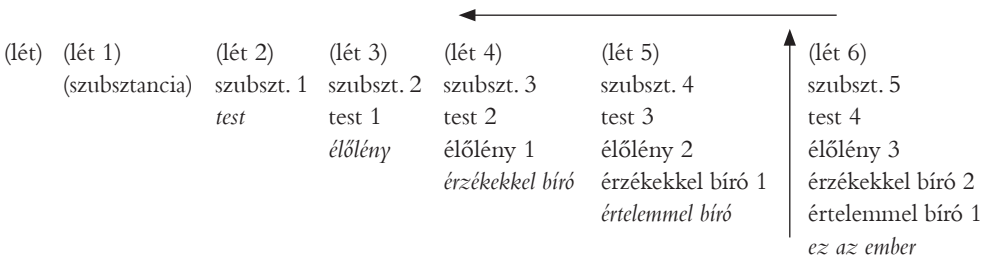 (lét) (lét 1) (lét 2) (lét 3) (lét 4) (lét 5) (lét 6)
(szubsztancia) szubszt. 1 szubszt. 2 szubszt. 3 szubszt. 4 szubszt. 5
test test 1 test 2 test 3 test 4
élőlény élőlény 1 élőlény 2 élőlény 3
érzékekkel bíró érzékekkel bíró 1 érzékekkel bíró 2
értelemmel bíró értelemmel bíró 1
ez az ember